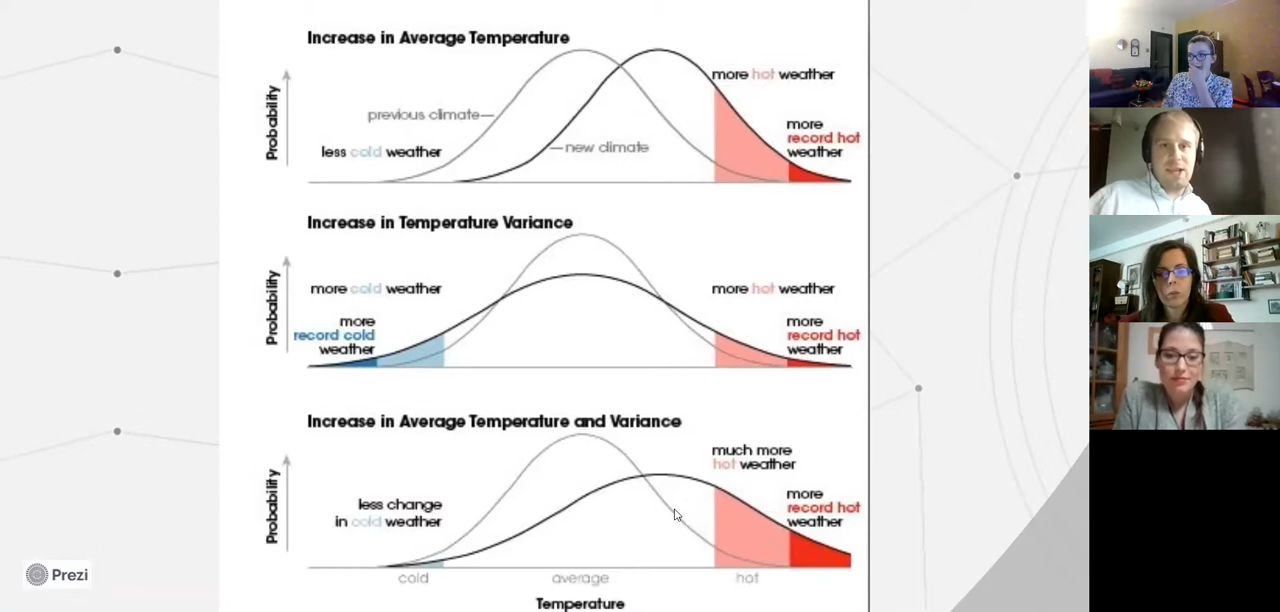 Increase in Average Temperature
Probability
previous climate
new climate
less cold weather
more hot weather
more
record hot
weather
Increase in Temperature Variance
Probability
more cold weather
more
record cold
weather
more hot weather
more
record hot
weather
Increase in Average Temperature and Variance
Probability
less change
in cold weather
much more
hot weather
more
record hot
weather
cold
average
hot
Temperature
Prezi